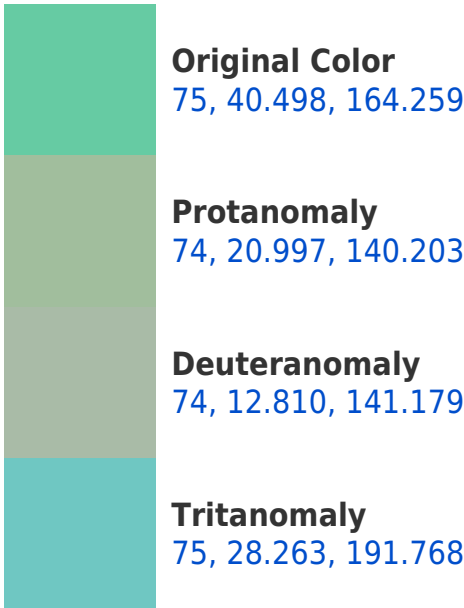 Original Color
75, 40.498, 164.259
Protanomaly
74, 20.997, 140.203
Deuteranomaly
74, 12.810, 141.179
Tritanomaly
75, 28.263, 191.768